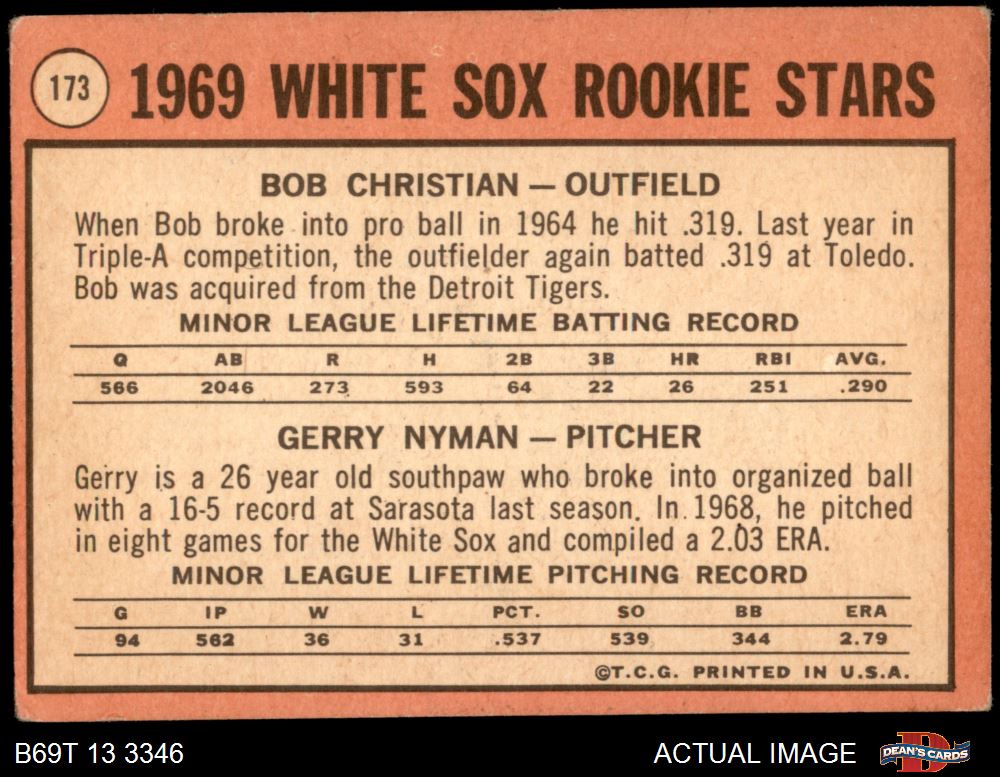 173
1969 WHITE SOX ROOKIE STARS
BOB CHRISTIAN — OUTFIELD
When Bob broke into pro ball in 1964 he hit .319. Last year in
Triple-A competition, the outfielder again batted .319 at Toledo.
Bob was acquired from the Detroit Tigers.
MINOR LEAGUE LIFETIME BATTING RECORD
G AB R H 2B 3B HR RBI AVG.
566 2046 273 593 64 22 26 251 .290
GERRY NYMAN — PITCHER
Gerry is a 26 year old southpaw who broke into organized ball
with a 16-5 record at Sarasota last season. In 1968, he pitched
in eight games for the White Sox and compiled a 2.03 ERA.
MINOR LEAGUE LIFETIME PITCHING RECORD
G IP W L PCT. SO BB ERA
94 562 36 31 .537 539 344 2.79
©T.C.G. PRINTED IN U.S.A.
B69T 13 3346
ACTUAL IMAGE
DEAN'S CARDS